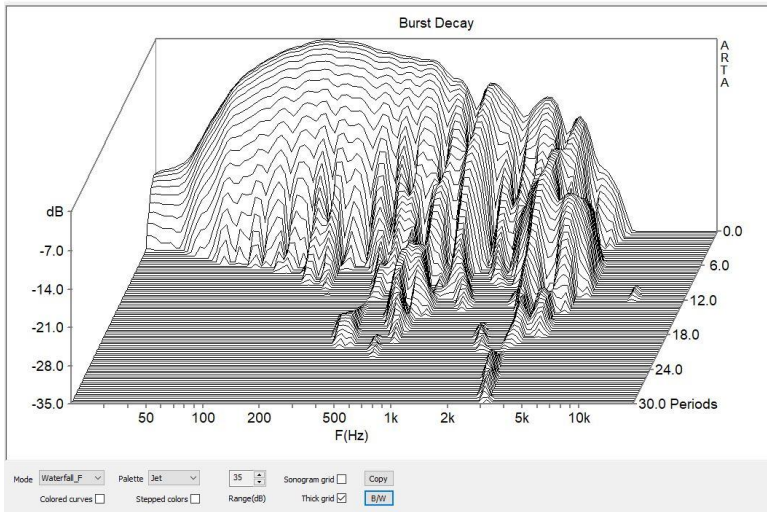 Burst Decay
A
R
T
A
dB
-7.0
-14.0
-21.0
-28.0
-35.0
0.0
6.0
12.0
18.0
24.0
30.0 Periods
50 100 200 500 1k 2k 5k 10k
F(Hz)
Mode Waterfall_F Palette Jet 35 Sonogram grid Copy
Colored curves Stepped colors Range(dB) Thick grid B/W